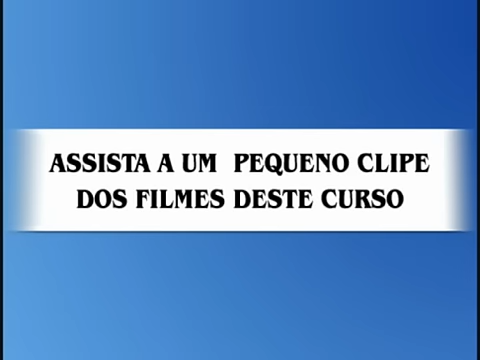 ASSISTA A UM PEQUENO CLIPE
DOS FILMES DESTE CURSO